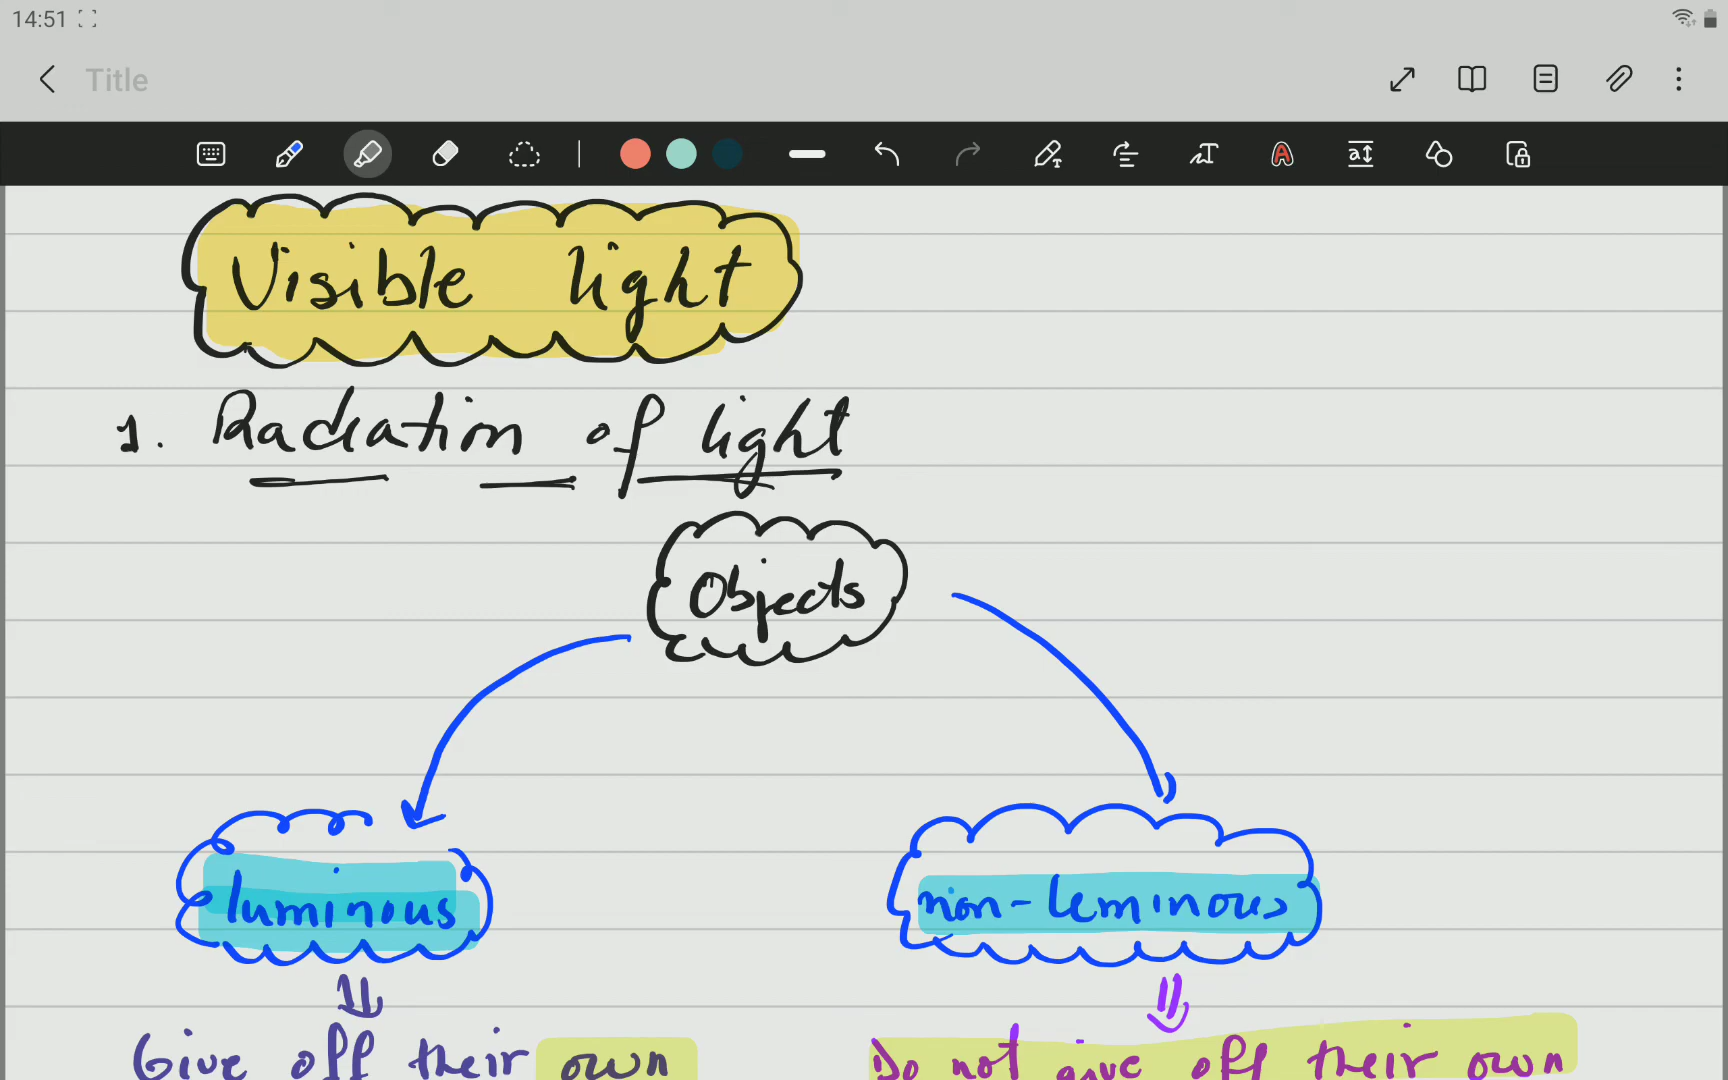 14:51
Title
Visible light
1. Radiation of light
Objects
luminous
non-leminous
Give off their own
Do not give off their own